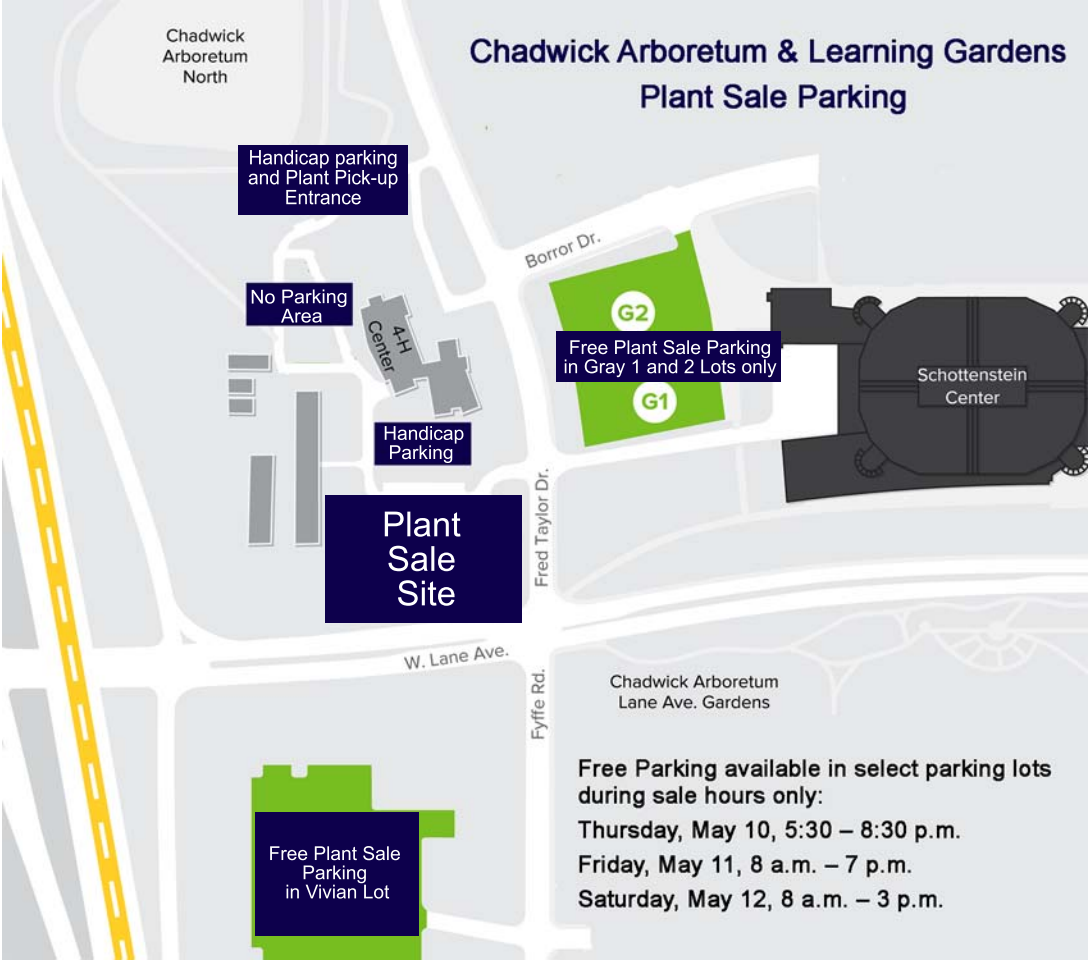 Chadwick
Arboretum
North
Chadwick Arboretum & Learning Gardens
Plant Sale Parking
Handicap parking
and Plant Pick-up
Entrance
Borror Dr.
No Parking
Area
4-H
Center
G2
Free Plant Sale Parking
in Gray 1 and 2 Lots only
G1
Schottenstein
Center
Handicap
Parking
Plant
Sale
Site
Fred Taylor Dr.
W. Lane Ave.
Fyffe Rd.
Chadwick Arboretum
Lane Ave. Gardens
Free Parking available in select parking lots
during sale hours only:
Thursday, May 10, 5:30 – 8:30 p.m.
Friday, May 11, 8 a.m. – 7 p.m.
Saturday, May 12, 8 a.m. – 3 p.m.
Free Plant Sale
Parking
in Vivian Lot